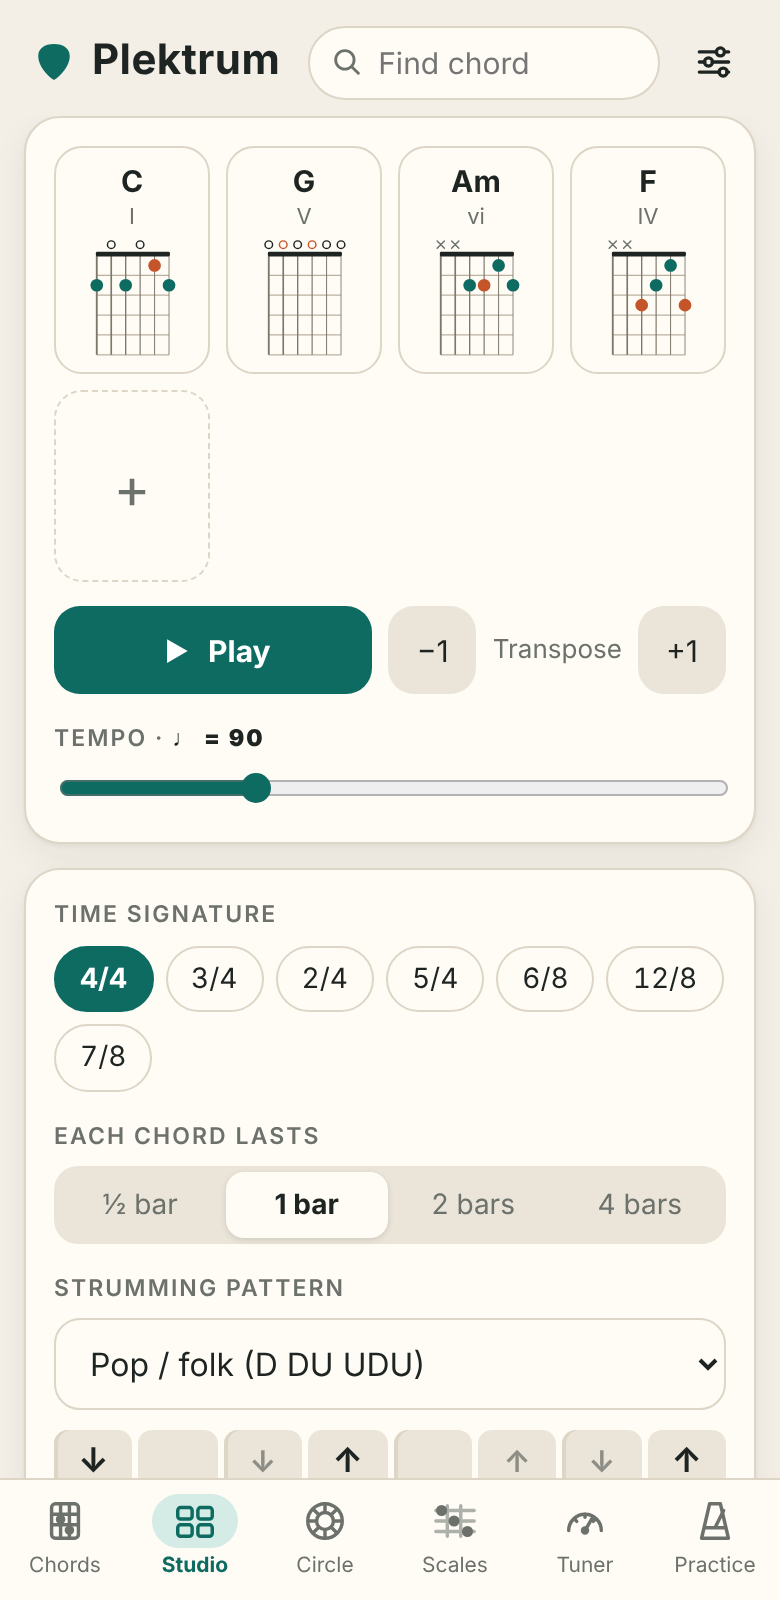 Plektrum
Find chord
C
G
Am
F
I
V
vi
IV
+
Play
−1
Transpose
+1
TEMPO · ♩ = 90
TIME SIGNATURE
4/4
3/4
2/4
5/4
6/8
12/8
7/8
EACH CHORD LASTS
½ bar
1 bar
2 bars
4 bars
STRUMMING PATTERN
Pop / folk (D DU UDU)
Chords
Studio
Circle
Scales
Tuner
Practice